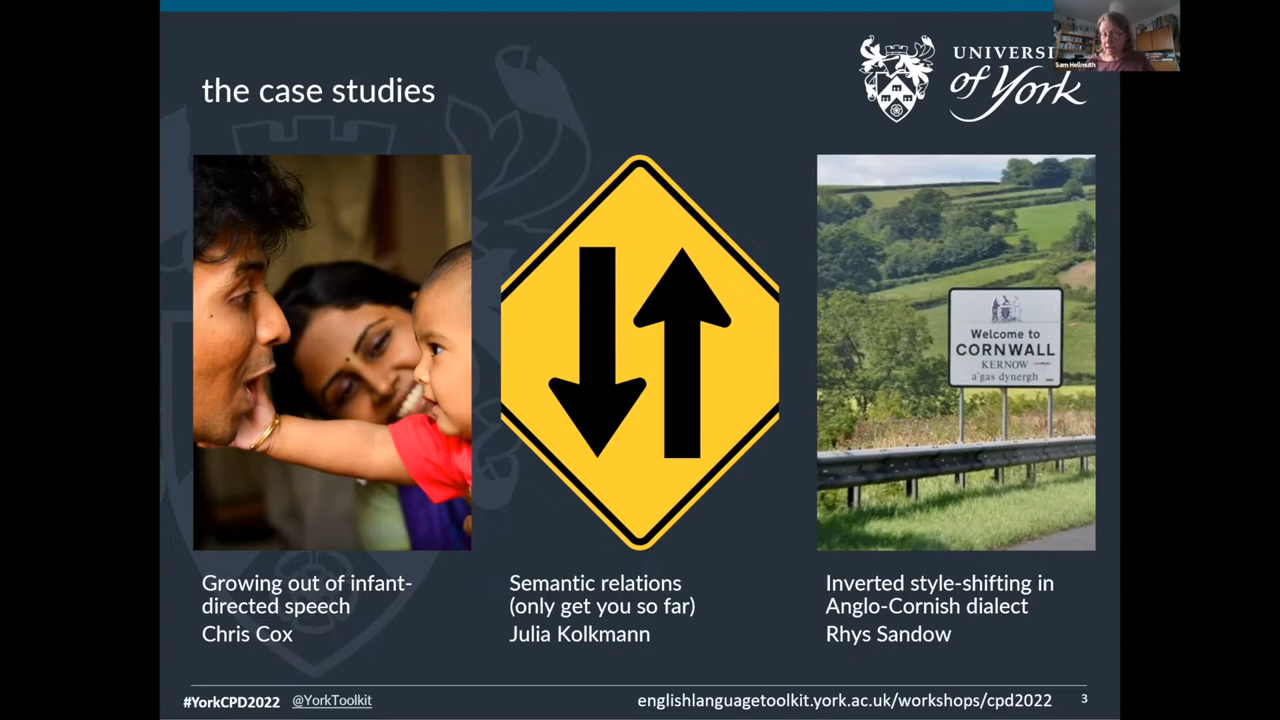 the case studies
UNIVERSI
of York
Sam Hellmuth
Welcome to
CORNWALL
KERNOW
a'gas dynergh
Growing out of infant-
directed speech
Chris Cox
Semantic relations
(only get you so far)
Julia Kolkmann
Inverted style-shifting in
Anglo-Cornish dialect
Rhys Sandow
#YorkCPD2022 @YorkToolkit
englishlanguagetoolkit.york.ac.uk/workshops/cpd2022 3